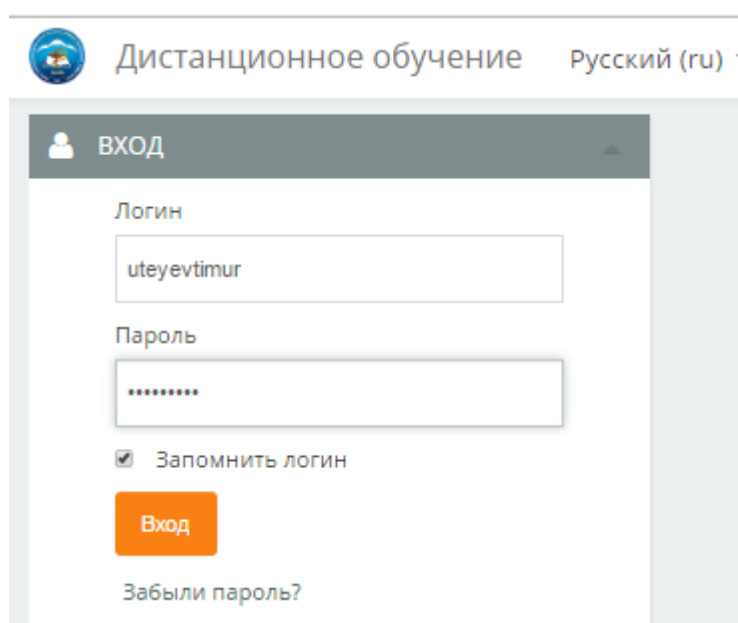 Дистанционное обучение Русский (ru)
ВХОД
Логин
uteyevtimur
Пароль
•••••••••
Запомнить логин
Вход
Забыли пароль?